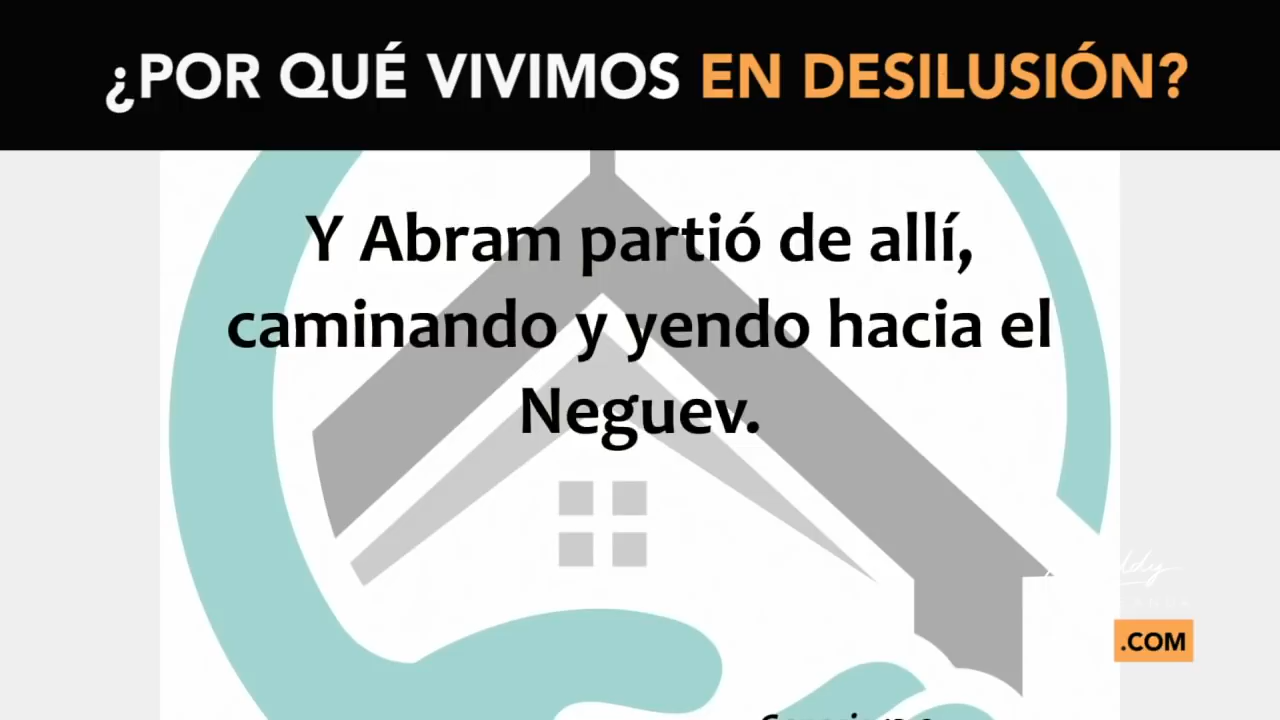 ¿POR QUÉ VIVIMOS EN DESILUSIÓN?
Y Abram partió de allí,
caminando y yendo hacia el
Neguev.
.COM